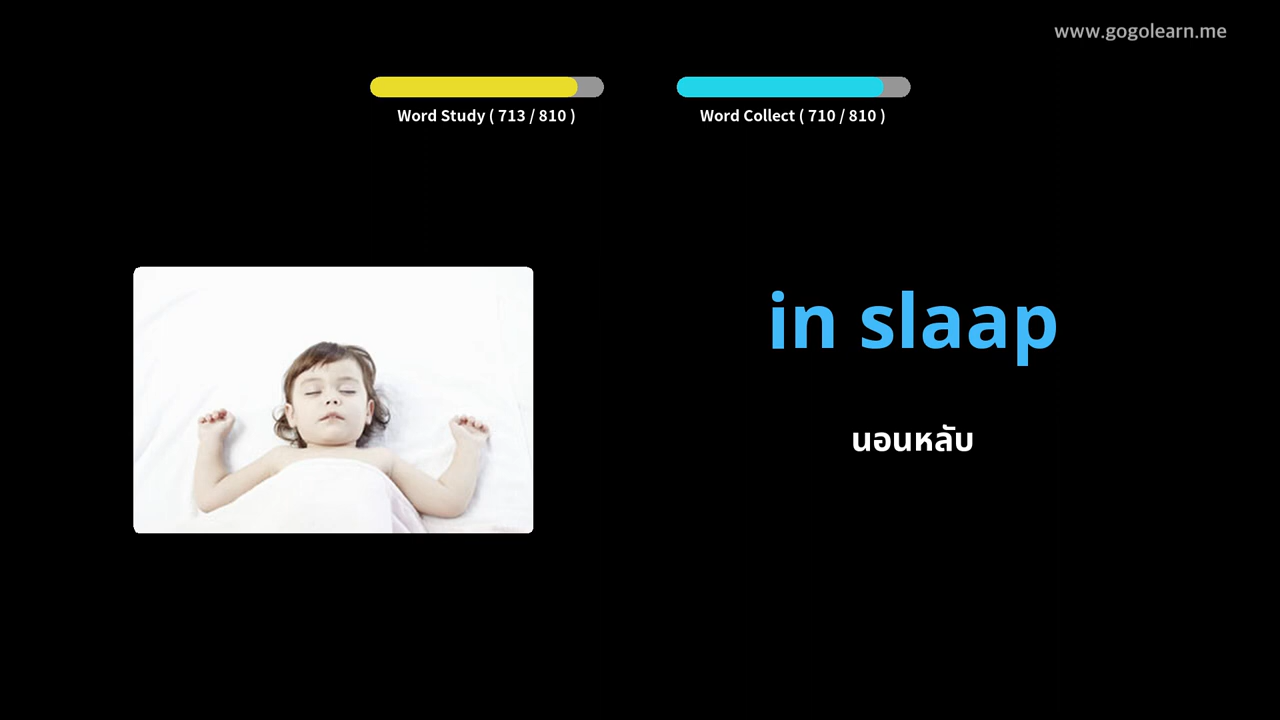 www.gogolearn.me
Word Study ( 713 / 810 )
Word Collect ( 710 / 810 )
in slaap
นอนหลับ